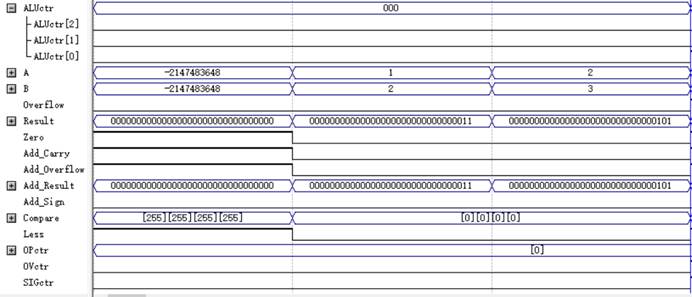 ALUctr 000
ALUctr[2]
ALUctr[1]
ALUctr[0]
A -2147483648 1 2
B -2147483648 2 3
Overflow
Result 00000000000000000000000000000000 00000000000000000000000000000011 00000000000000000000000000000101
Zero
Add_Carry
Add_Overflow
Add_Result 00000000000000000000000000000000 00000000000000000000000000000011 00000000000000000000000000000101
Add_Sign
Compare [255][255][255][255] [0][0][0][0]
Less
OPctr [0]
OVctr
SIGctr